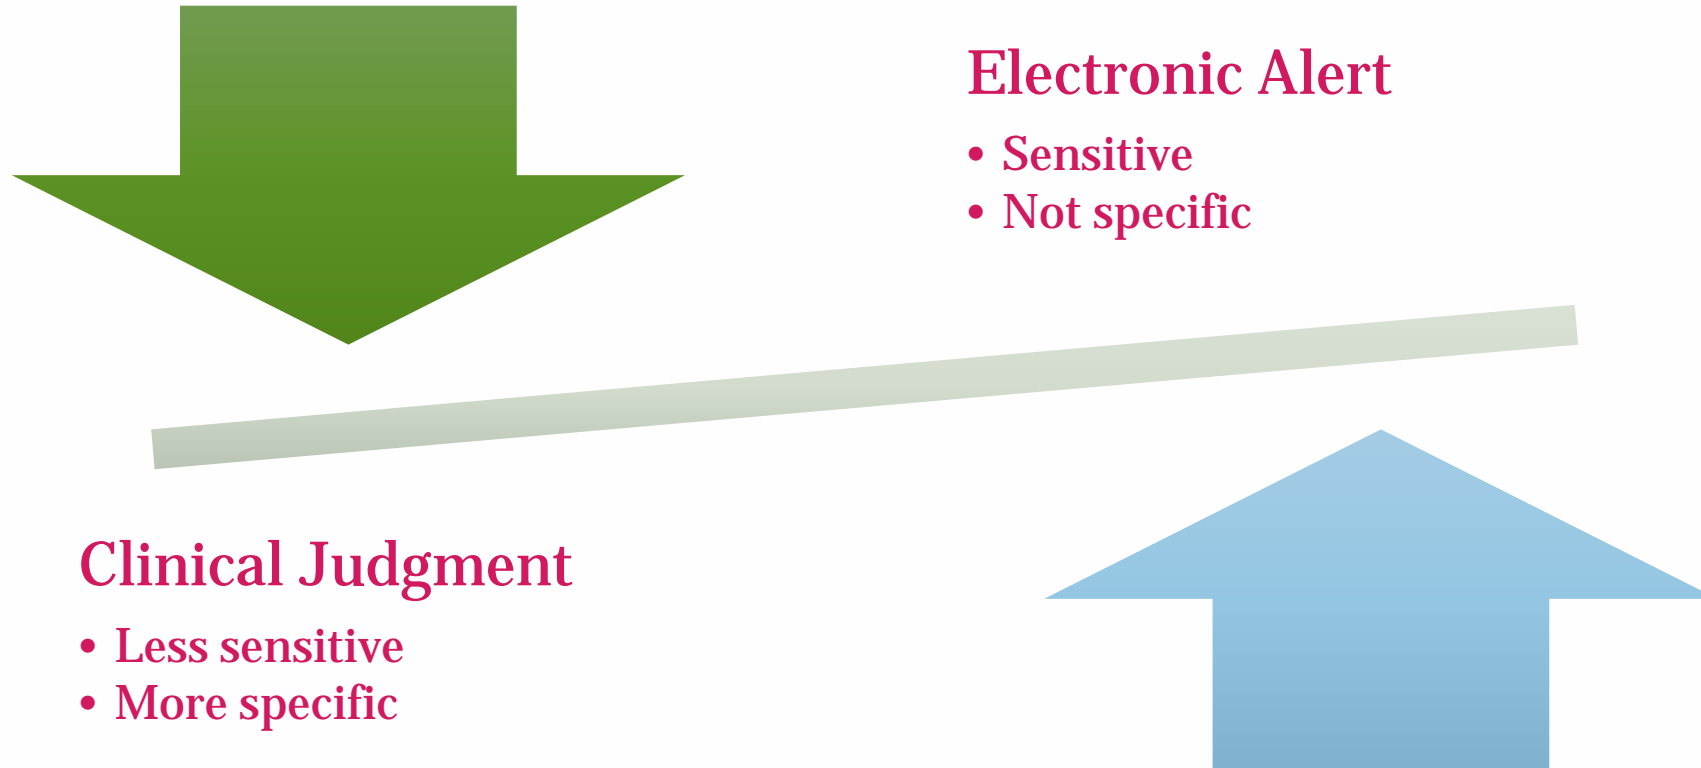 Electronic Alert
• Sensitive
• Not specific
Clinical Judgment
• Less sensitive
• More specific